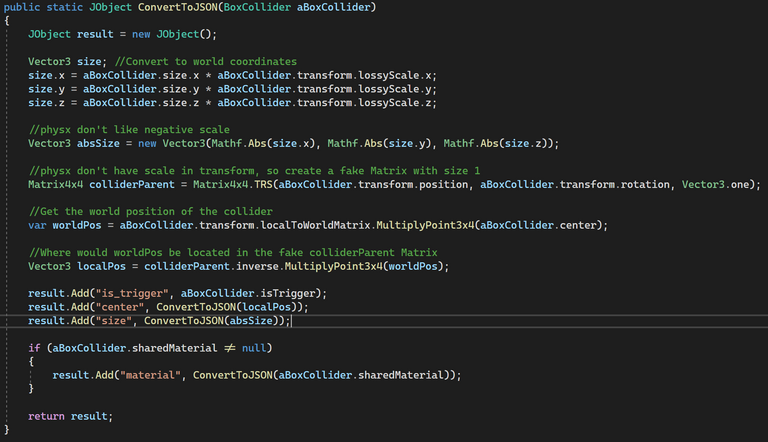 public static JObject ConvertToJSON(BoxCollider aBoxCollider)
{
JObject result = new JObject();
Vector3 size; //Convert to world coordinates
size.x = aBoxCollider.size.x * aBoxCollider.transform.lossyScale.x;
size.y = aBoxCollider.size.y * aBoxCollider.transform.lossyScale.y;
size.z = aBoxCollider.size.z * aBoxCollider.transform.lossyScale.z;
//physx don't like negative scale
Vector3 absSize = new Vector3(Mathf.Abs(size.x), Mathf.Abs(size.y), Mathf.Abs(size.z));
//physx don't have scale in transform, so create a fake Matrix with size 1
Matrix4x4 colliderParent = Matrix4x4.TRS(aBoxCollider.transform.position, aBoxCollider.transform.rotation, Vector3.one);
//Get the world position of the collider
var worldPos = aBoxCollider.transform.localToWorldMatrix.MultiplyPoint3x4(aBoxCollider.center);
//Where would worldPos be located in the fake colliderParent Matrix
Vector3 localPos = colliderParent.inverse.MultiplyPoint3x4(worldPos);
result.Add("is_trigger", aBoxCollider.isTrigger);
result.Add("center", ConvertToJSON(localPos));
result.Add("size", ConvertToJSON(absSize));
if (aBoxCollider.sharedMaterial ≠ null)
{
result.Add("material", ConvertToJSON(aBoxCollider.sharedMaterial));
}
return result;
}